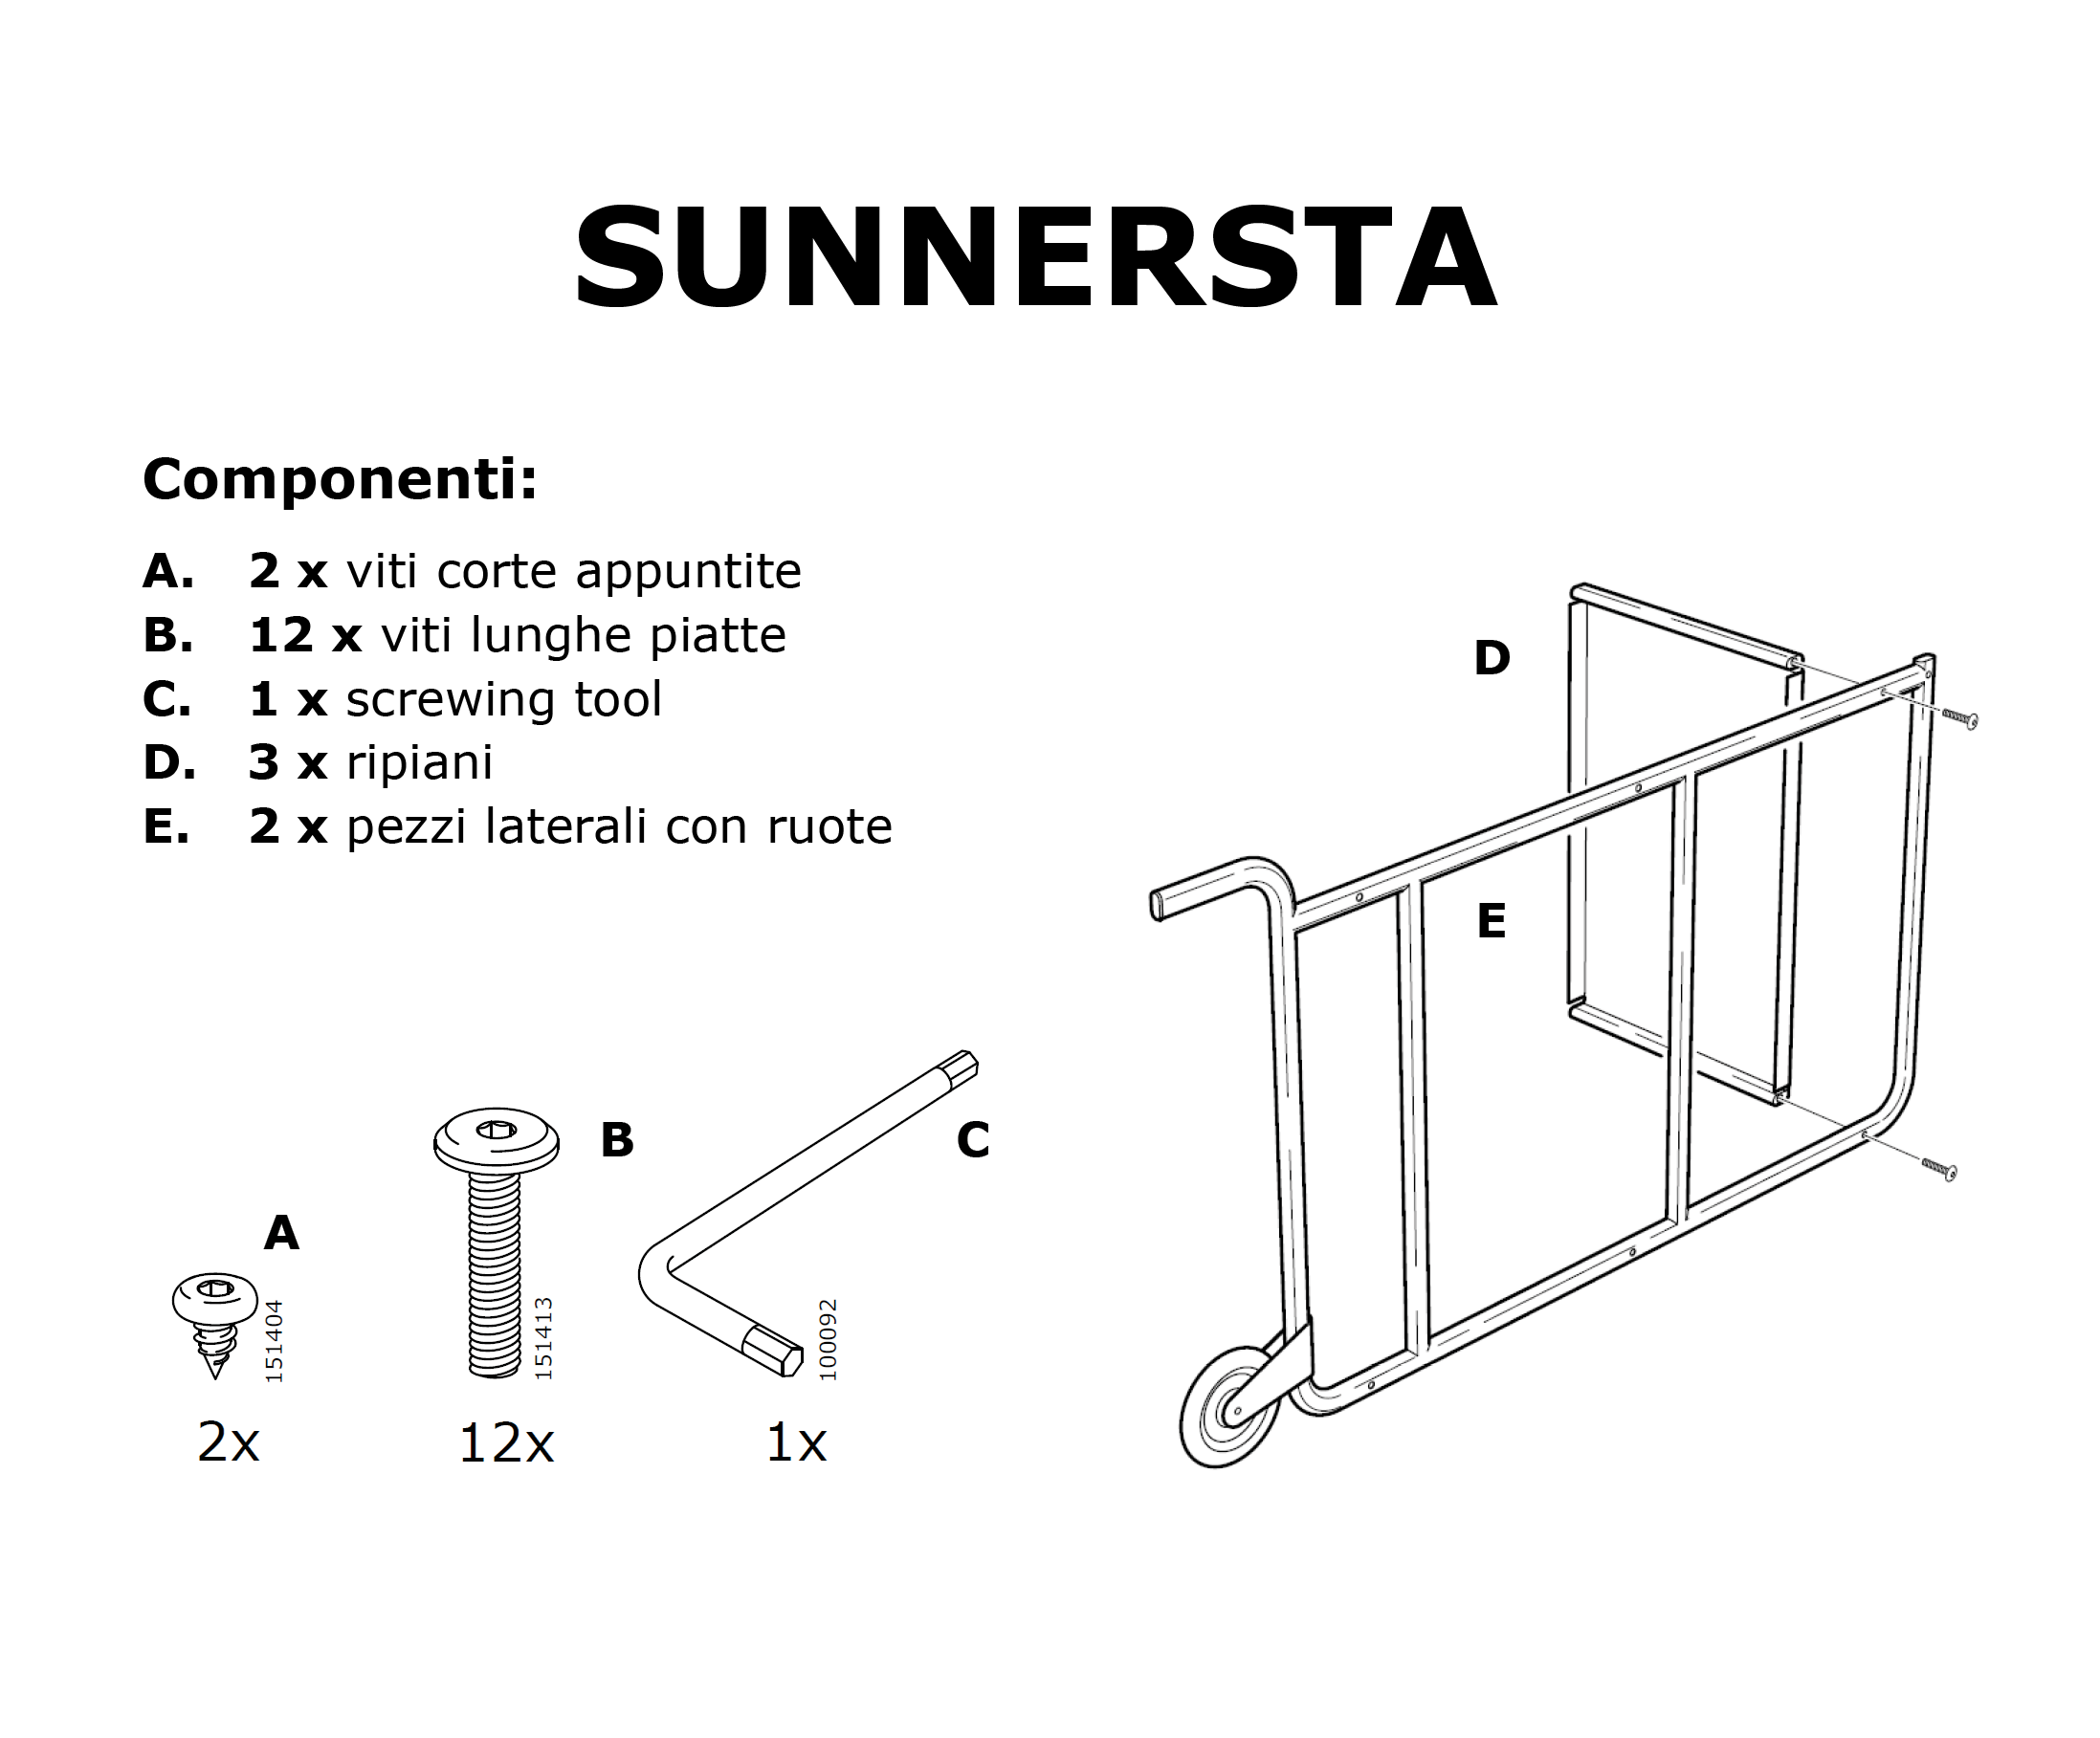 SUNNERSTA
Componenti:
A. 2 x viti corte appuntite
B. 12 x viti lunghe piatte
C. 1 x screwing tool
D. 3 x ripiani
E. 2 x pezzi laterali con ruote
D
E
A
B
C
151404
151413
100092
2x
12x
1x